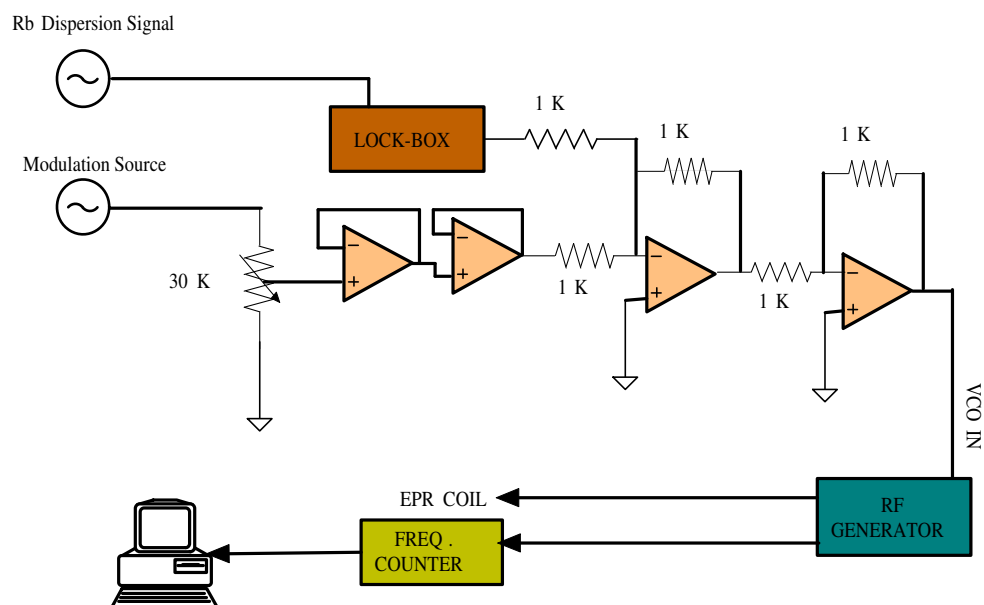 Rb Dispersion Signal
1 K
1 K
1 K
LOCK-BOX
Modulation Source
30 K
−
+
−
+
1 K
−
+
1 K
−
+
VCO IN
EPR COIL
RF
GENERATOR
FREQ .
COUNTER